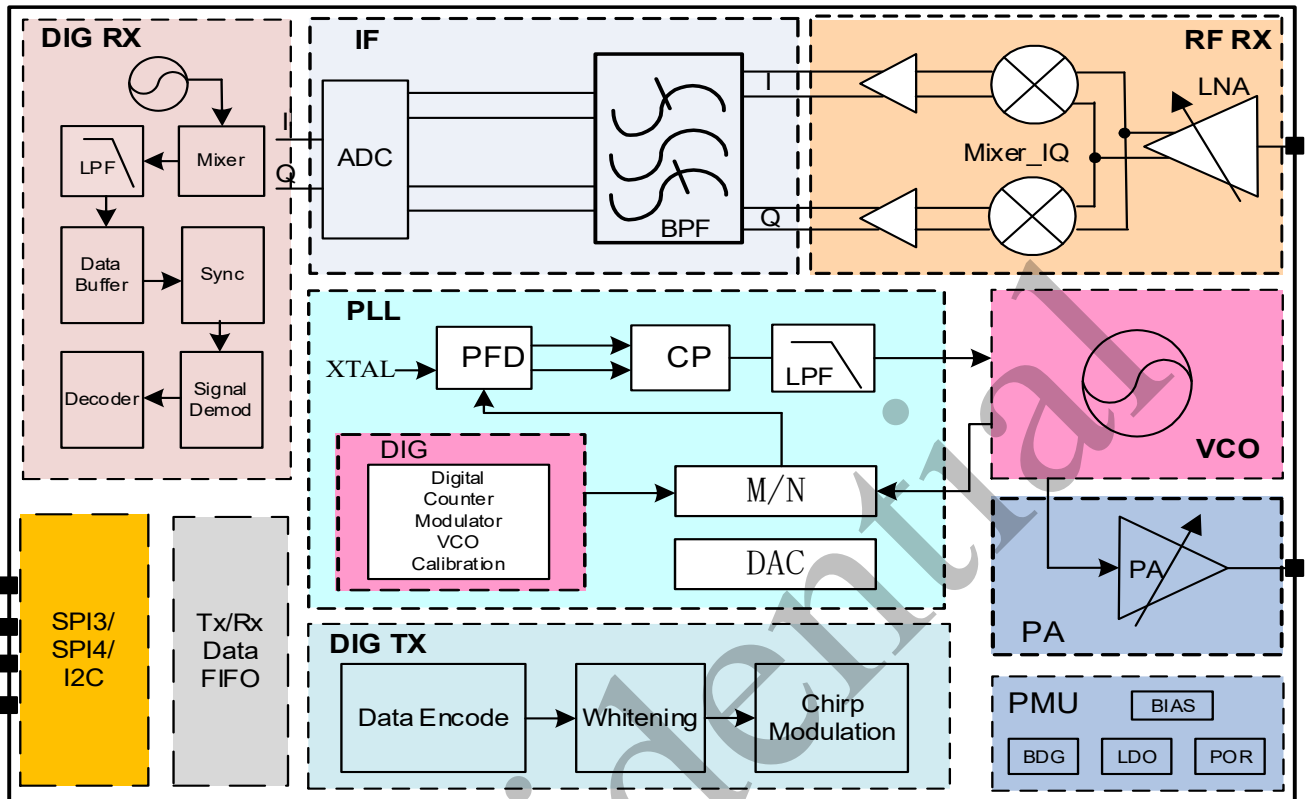 DIG RX
Mixer
LPF
I
Q
Data
Buffer
Sync
Signal
Demod
Decoder
IF
ADC
BPF
I
Q
RF RX
LNA
Mixer_IQ
PLL
XTAL
PFD
CP
LPF
DIG
Digital
Counter
Modulator
VCO
Calibration
M/N
DAC
VCO
PA
PA
SPI3/
SPI4/
I2C
Tx/Rx
Data
FIFO
DIG TX
Data Encode
Whitening
Chirp
Modulation
PMU
BIAS
BDG
LDO
POR
idential